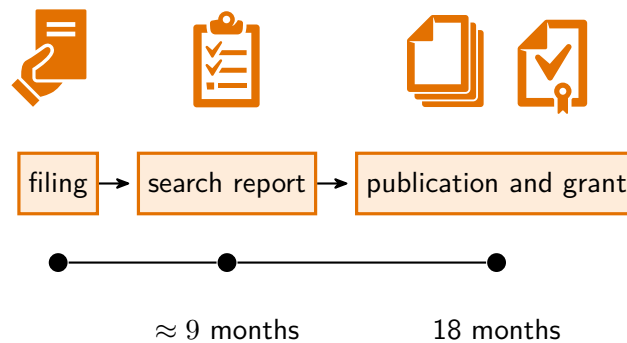 filing
search report
publication and grant
≈ 9 months
18 months